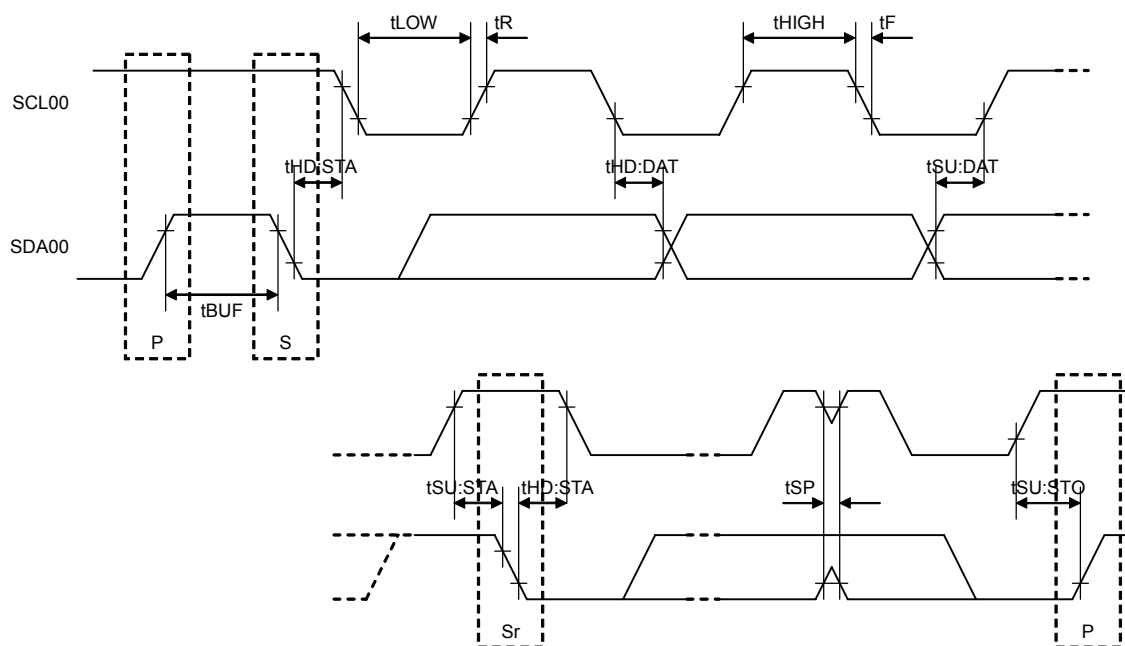 tLOW
tR
tHIGH
tF
SCL00
tHD:STA
tHD:DAT
tSU:DAT
SDA00
tBUF
P
S
tSU:STA
tHD:STA
tSP
tSU:STO
Sr
P